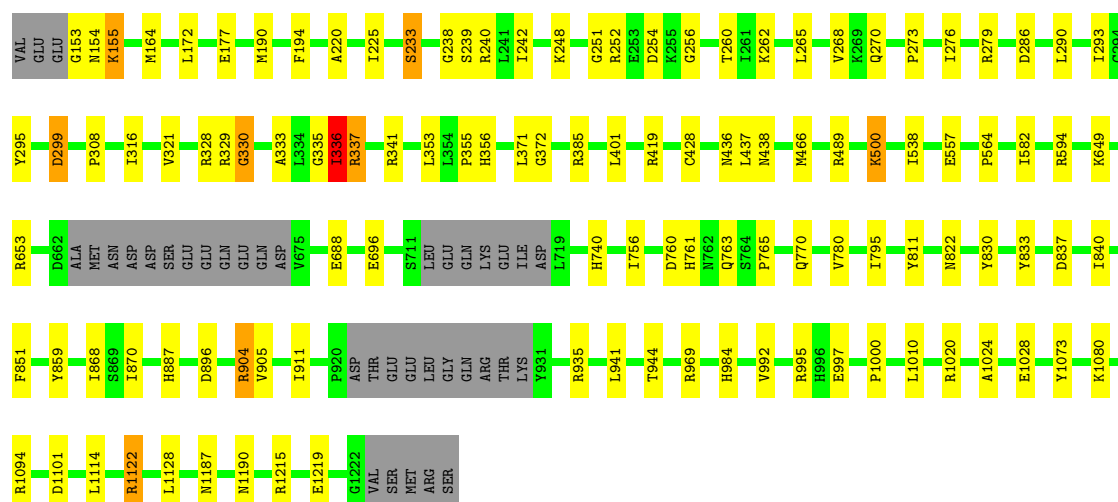 VAL GLU GLU G153 N154 K155 M164 L172 E177 M190 F194 A220 I225 S233 G238 S239 R240 L241 I242 K248 G251 R252 E253 D254 K255 G256 T260 I261 K262 L265 V268 K269 Q270 P273 I276 R279 D286 L290 I293
Y295 D299 P308 I316 V321 R328 R329 G330 A333 L334 G335 I336 R337 R341 L353 L354 P355 H356 L371 G372 R385 L401 R419 C428 N436 L437 N438 M466 R489 K500 I538 E557 P564 I582 R594 K649
R653 D662 ALA MET ASN ASP ASP SER GLU GLU GLN GLU GLN ASP V675 E688 E696 S711 LEU GLU GLN LYS GLU ILE ASP L719 H740 I756 D760 H761 N762 Q763 S764 P765 Q770 V780 I795 Y811 N822 Y830 Y833 D837 I840
F851 Y859 I868 S869 I870 H887 D896 R904 V905 I911 P920 ASP THR GLU GLU LEU GLY GLN ARG THR LYS Y931 R935 L941 T944 R969 H984 V992 R995 H996 E997 P1000 L1010 R1020 A1024 E1028 Y1073 K1080
R1094 D1101 L1114 R1122 L1128 N1187 N1190 R1215 E1219 G1222 VAL SER MET ARG SER